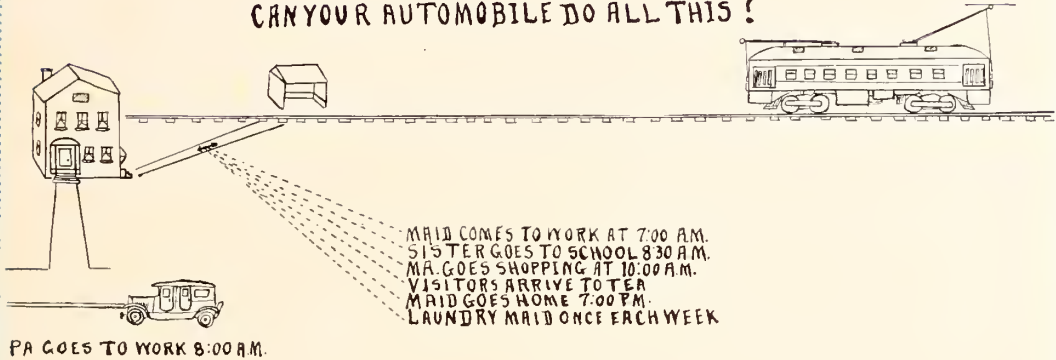 CAN YOUR AUTOMOBILE DO ALL THIS!
MAID COMES TO WORK AT 7:00 A.M.
SISTER GOES TO SCHOOL 8 30 A.M.
MA. GOES SHOPPING AT 10:00 A.M.
VISITORS ARRIVE TO TEA
MAID GOES HOME 7:00 P.M.
LAUNDRY MAID ONCE EACH WEEK
PA GOES TO WORK 8:00 A.M.